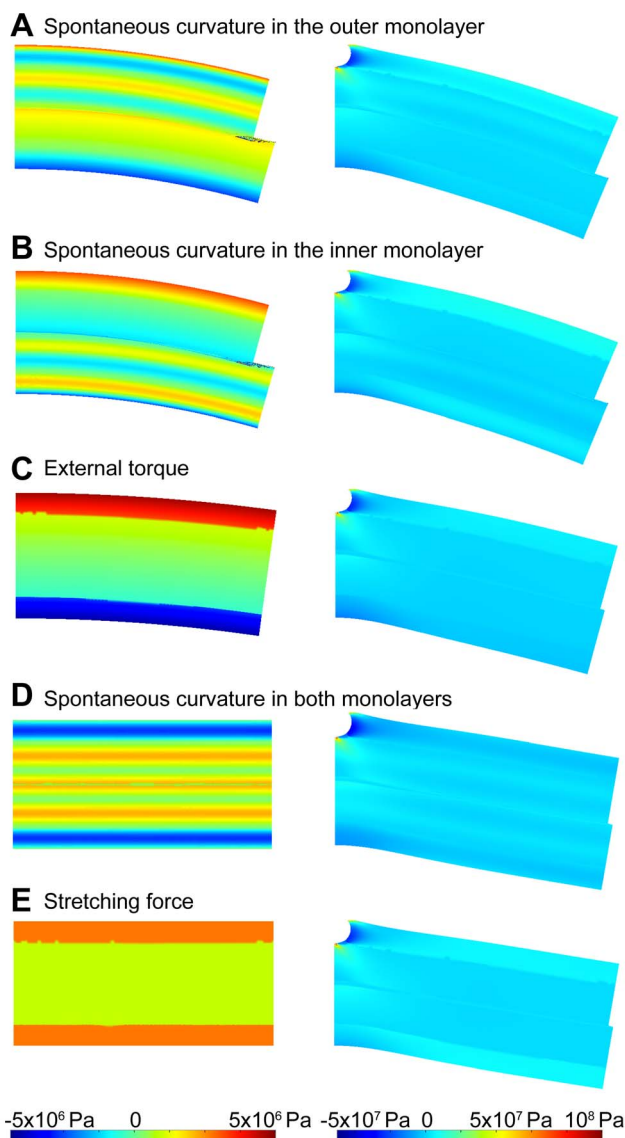 A Spontaneous curvature in the outer monolayer
B Spontaneous curvature in the inner monolayer
C External torque
D Spontaneous curvature in both monolayers
E Stretching force
-5x10⁶ Pa 0 5x10⁶ Pa -5x10⁷ Pa 0 5x10⁷ Pa 10⁸ Pa